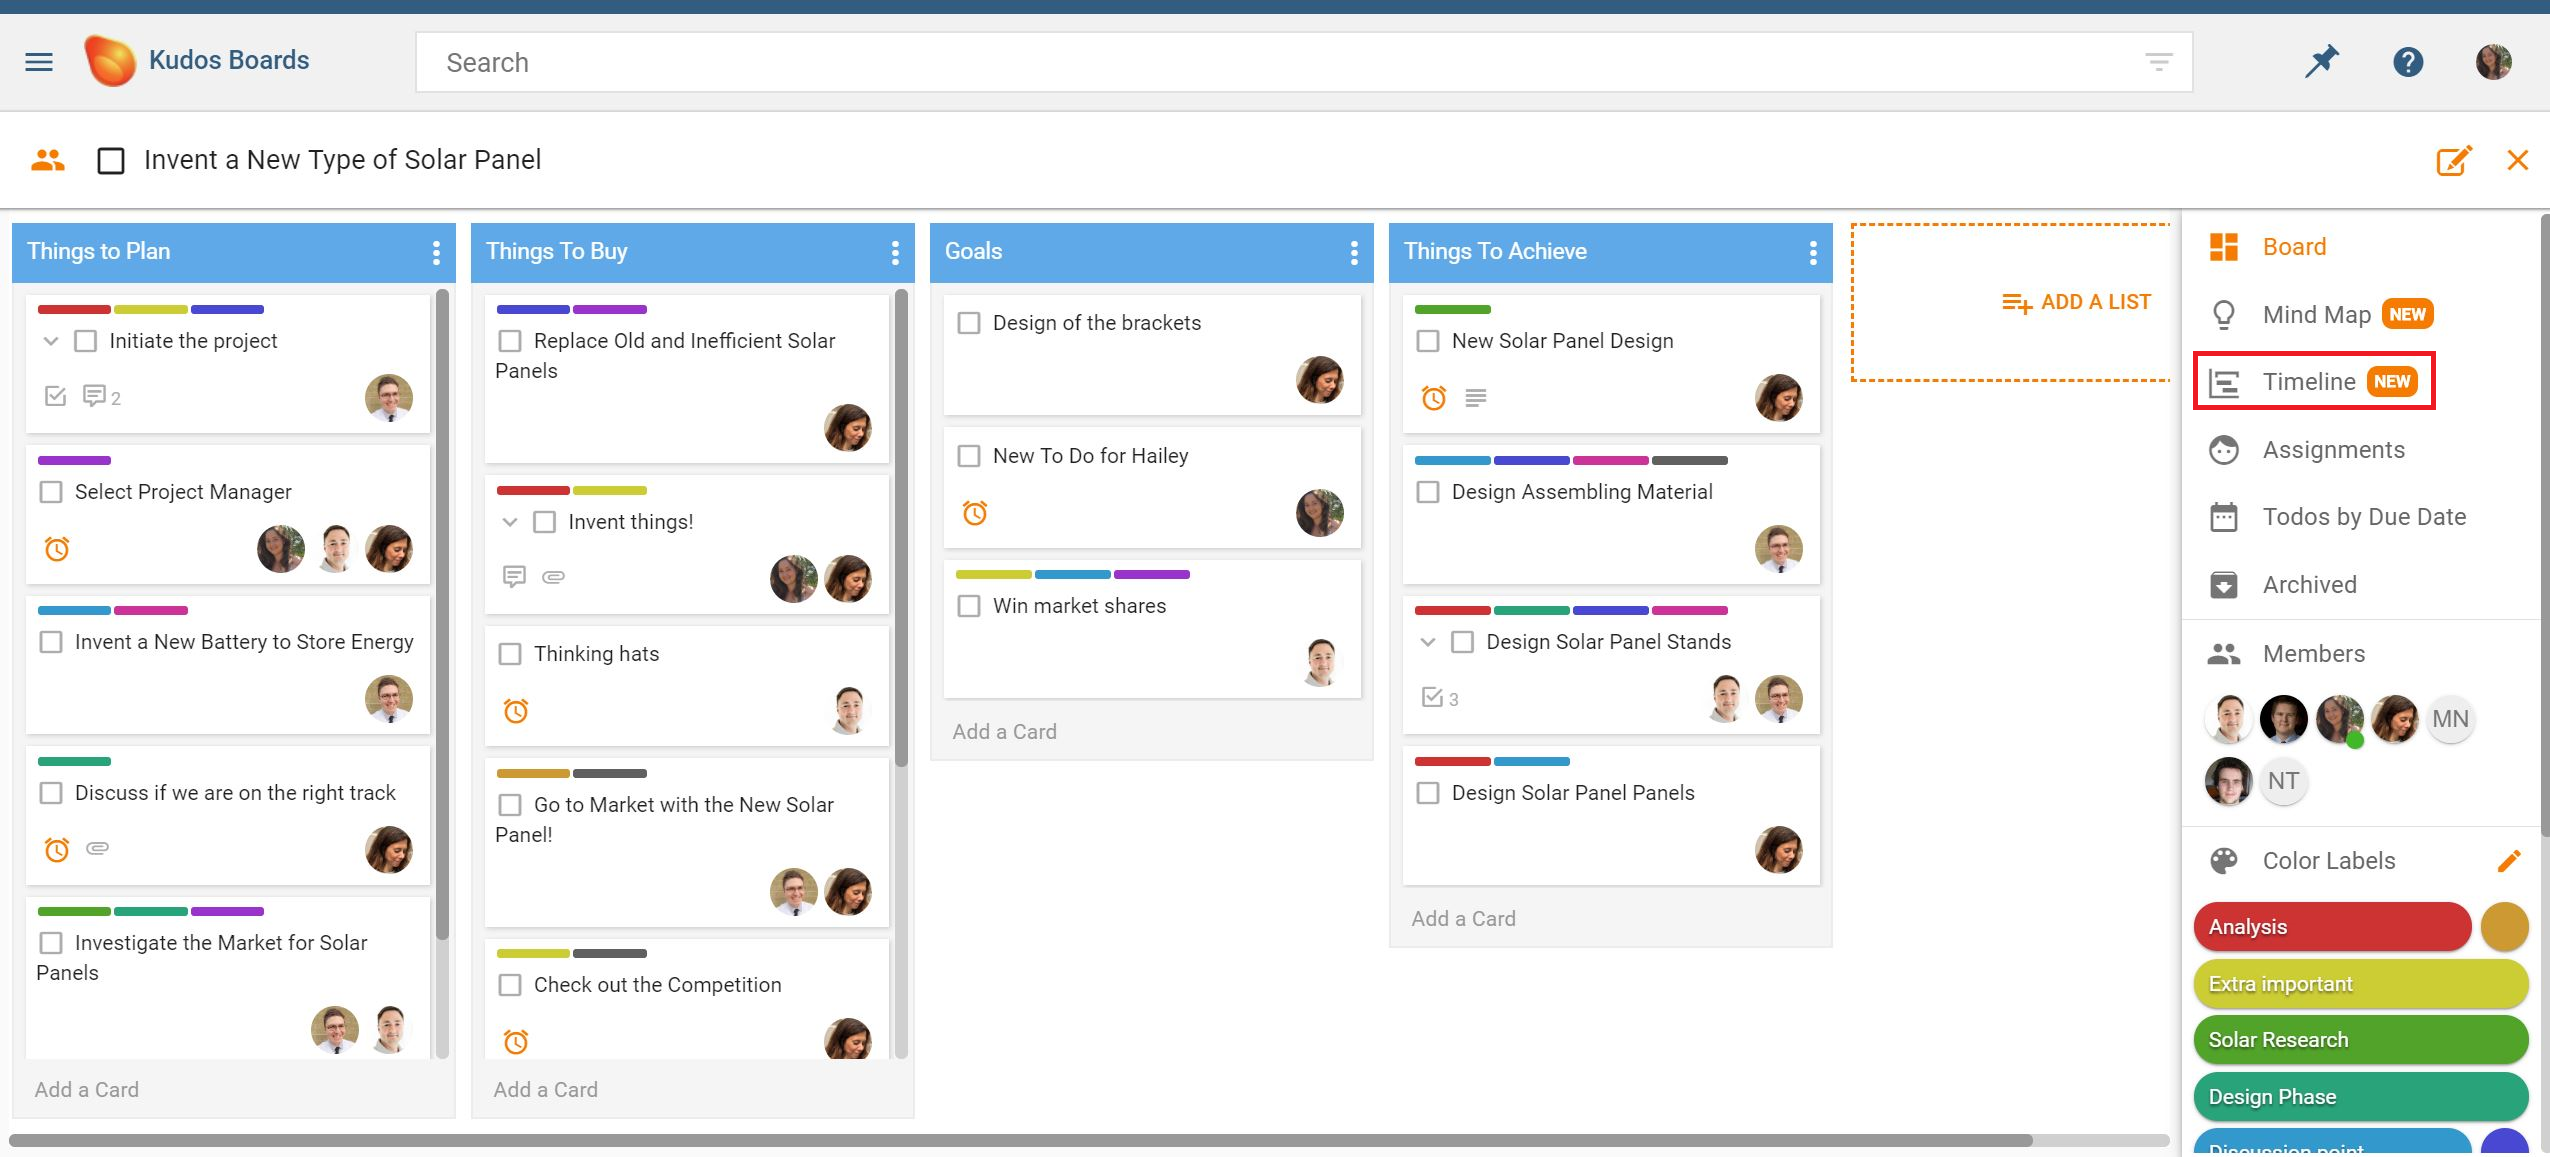 Kudos Boards
Search
Invent a New Type of Solar Panel
Things to Plan
Initiate the project
2
Select Project Manager
Invent a New Battery to Store Energy
Discuss if we are on the right track
Investigate the Market for Solar
Panels
Add a Card
Things To Buy
Replace Old and Inefficient Solar
Panels
Invent things!
Thinking hats
Go to Market with the New Solar
Panel!
Check out the Competition
Add a Card
Goals
Design of the brackets
New To Do for Hailey
Win market shares
Add a Card
Things To Achieve
New Solar Panel Design
Design Assembling Material
Design Solar Panel Stands
3
Design Solar Panel Panels
Add a Card
ADD A LIST
Board
Mind Map NEW
Timeline NEW
Assignments
Todos by Due Date
Archived
Members
MN
NT
Color Labels
Analysis
Extra important
Solar Research
Design Phase
Discussion point